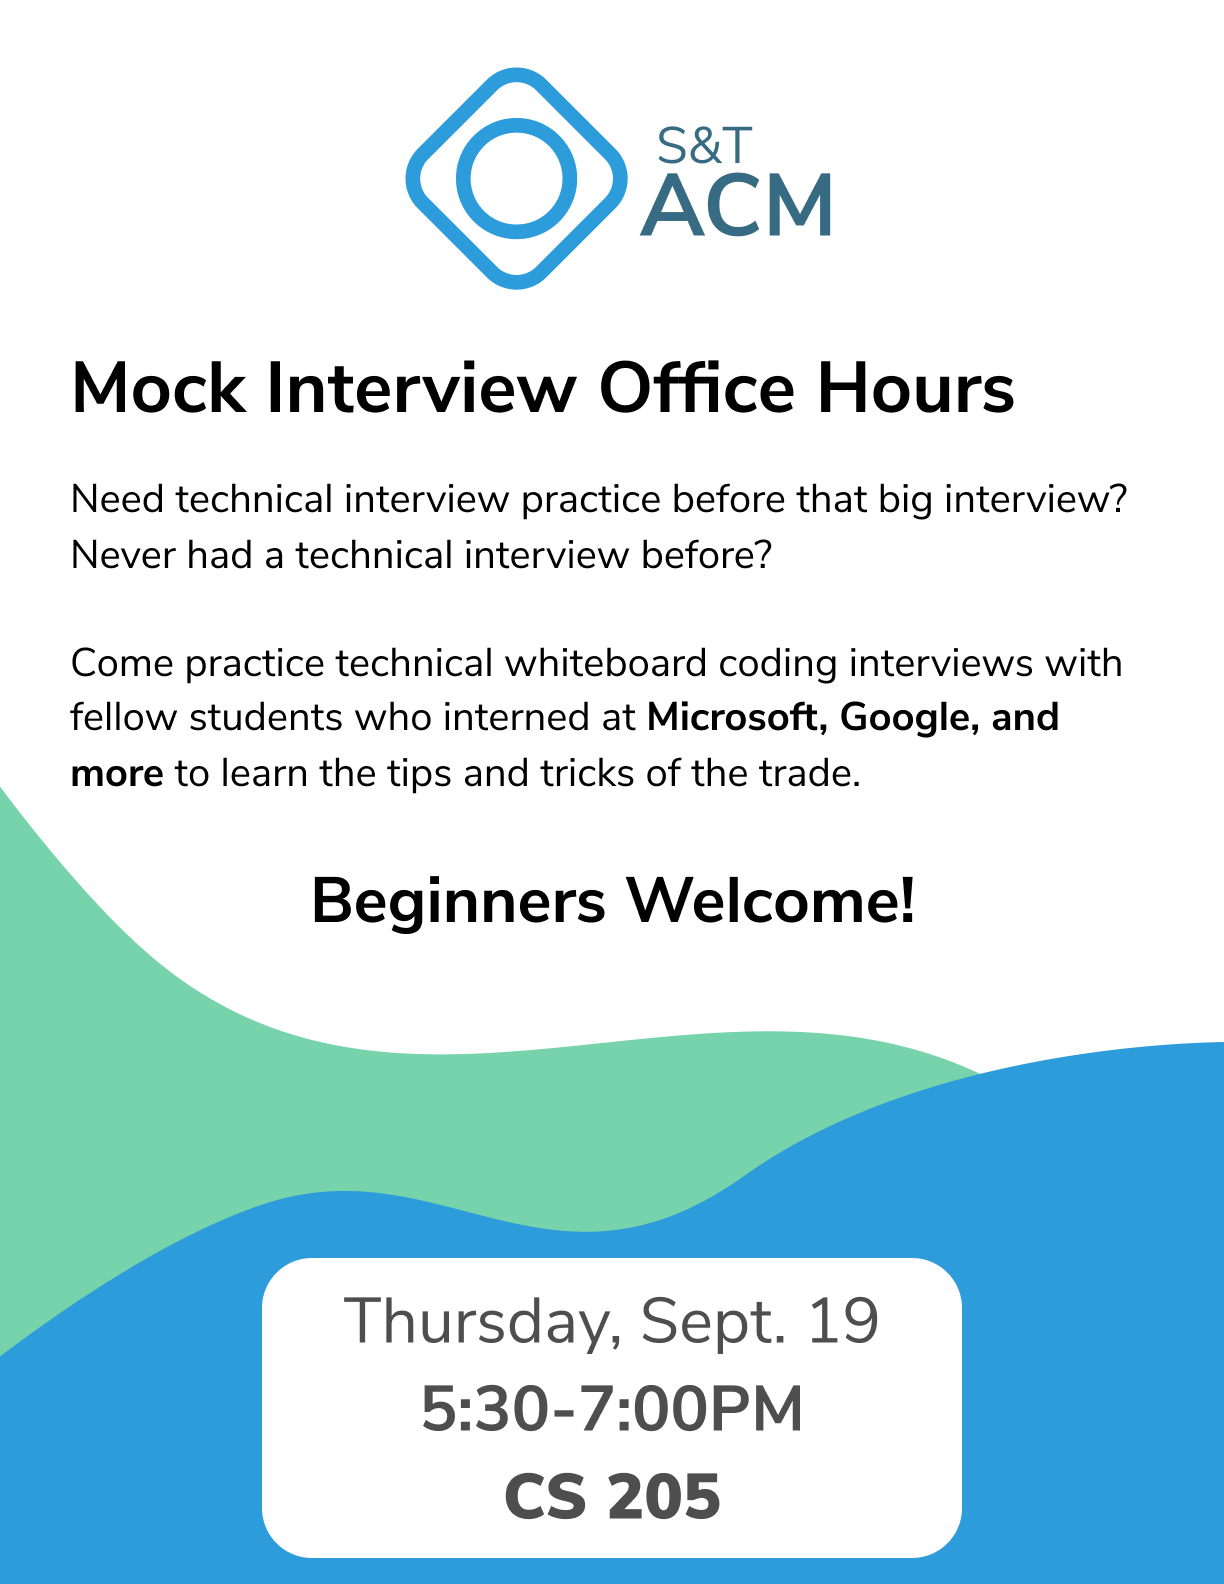 S&T
ACM
Mock Interview Office Hours
Need technical interview practice before that big interview?
Never had a technical interview before?
Come practice technical whiteboard coding interviews with
fellow students who interned at Microsoft, Google, and
more to learn the tips and tricks of the trade.
Beginners Welcome!
Thursday, Sept. 19
5:30-7:00PM
CS 205